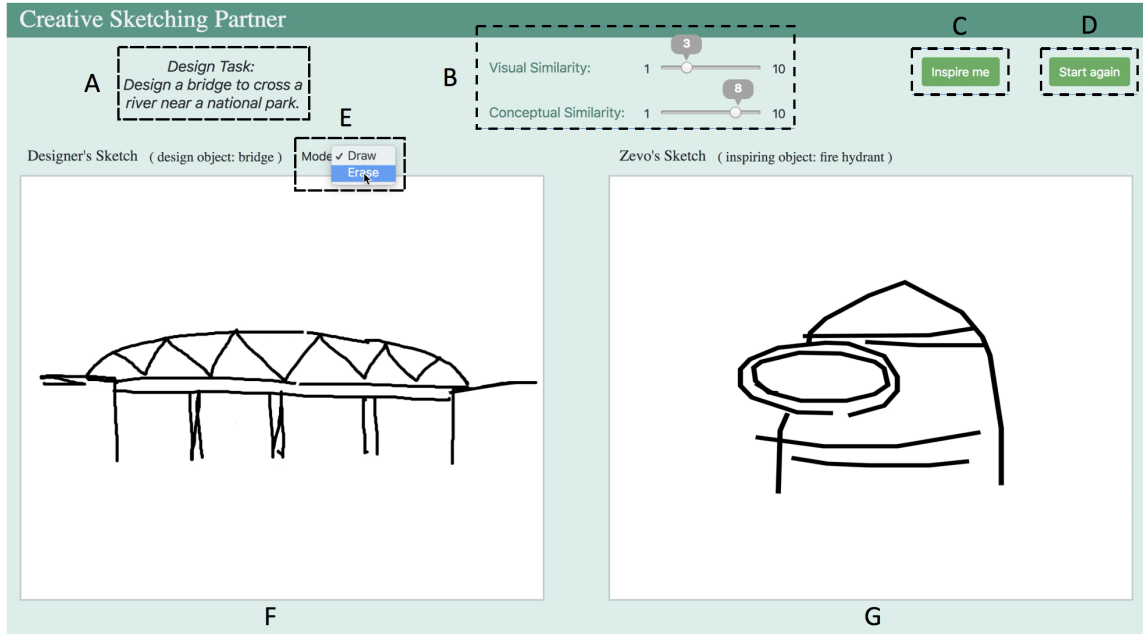 Creative Sketching Partner
C
D
A
Design Task:
Design a bridge to cross a
river near a national park.
B
3
Visual Similarity: 1 10
8
Conceptual Similarity: 1 10
Inspire me
Start again
E
Designer's Sketch ( design object: bridge )
Mode ✓ Draw
Erase
Zevo's Sketch ( inspiring object: fire hydrant )
F
G